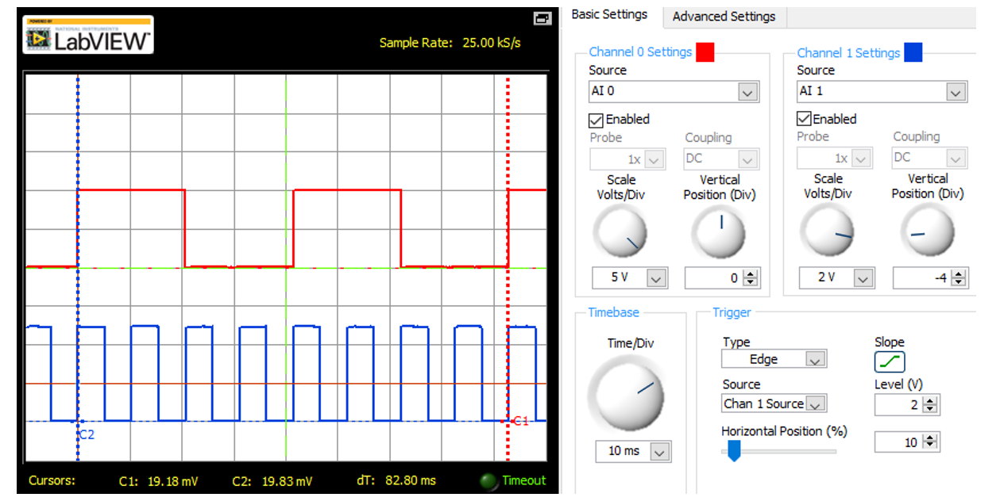 POWERED BY
NATIONAL INSTRUMENTS
LabVIEW™
Sample Rate: 25.00 kS/s
C2
C1
Cursors: C1: 19.18 mV C2: 19.83 mV dT: 82.80 ms Timeout
Basic Settings Advanced Settings
Channel 0 Settings
Source
AI 0
Enabled
Probe Coupling
1x DC
Scale Vertical
Volts/Div Position (Div)
5 V 0
Channel 1 Settings
Source
AI 1
Enabled
Probe Coupling
1x DC
Scale Vertical
Volts/Div Position (Div)
2 V -4
Timebase
Time/Div
10 ms
Trigger
Type Slope
Edge
Source Level (V)
Chan 1 Source 2
Horizontal Position (%)
10